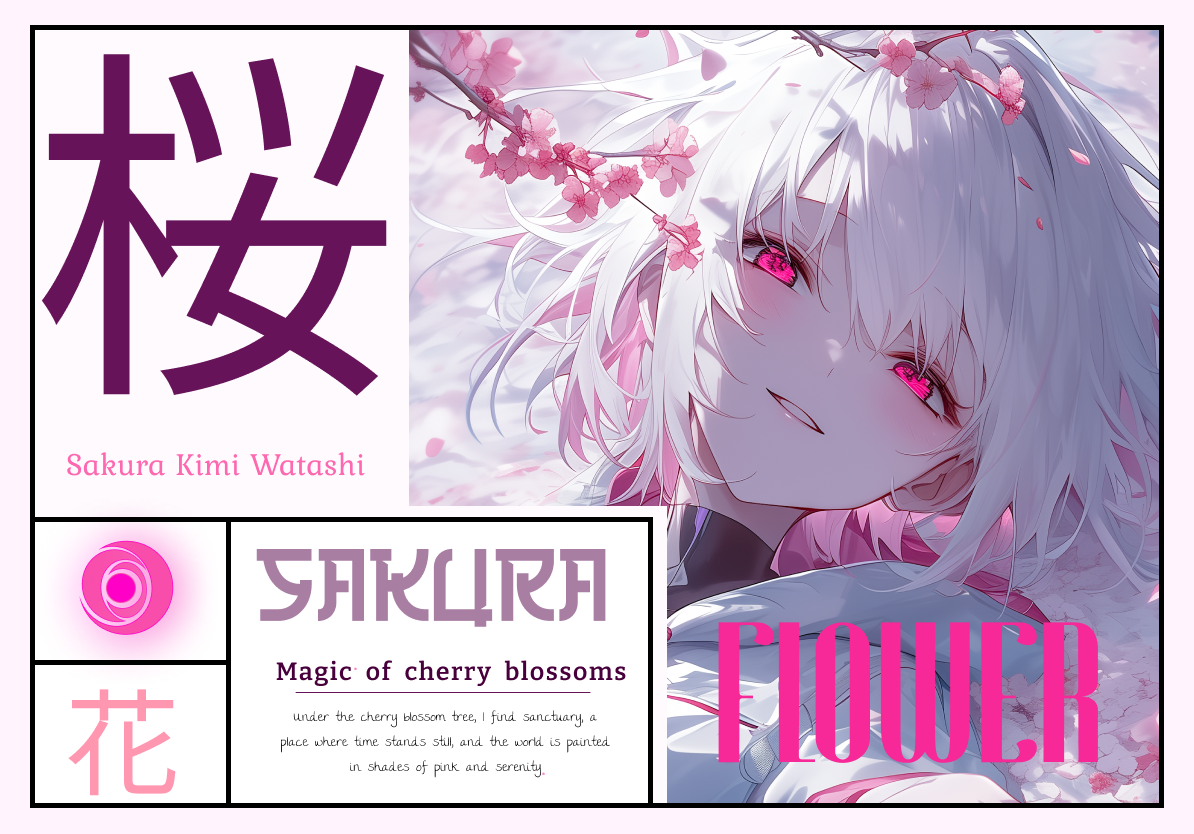 桜
Sakura Kimi Watashi
SAKURA
Magic of cherry blossoms
Under the cherry blossom tree, I find sanctuary, a
place where time stands still, and the world is painted
in shades of pink and serenity.
花
FLOWER